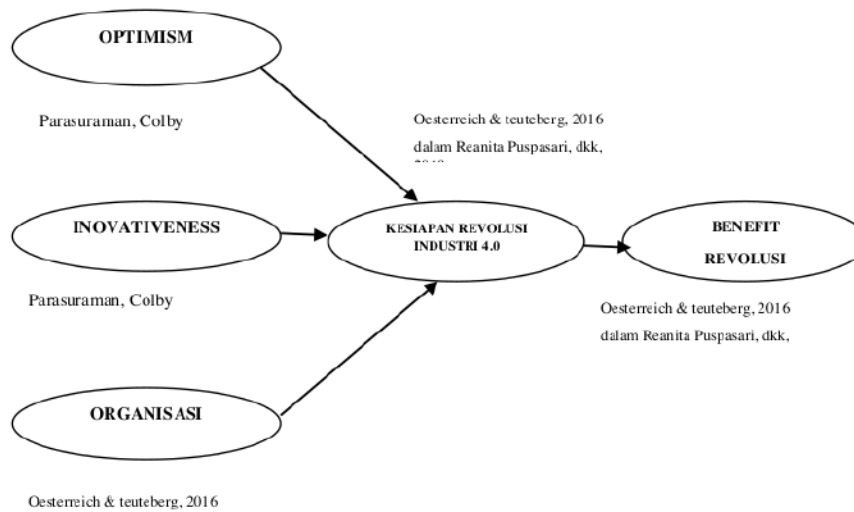 OPTIMISM
Parasuraman, Colby
Oesterreich & teuteberg, 2016
dalam Reanita Puspasari, dkk,
INOVATIVENESS
KESIAPAN REVOLUSI
INDUSTRI 4.0
BENEFIT
REVOLUSI
Parasuraman, Colby
Oesterreich & teuteberg, 2016
dalam Reanita Puspasari, dkk,
ORGANISASI
Oesterreich & teuteberg, 2016